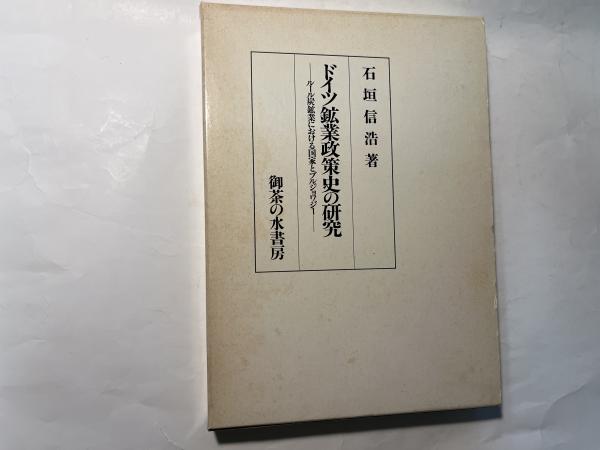 石垣信浩著
ドイツ鉱業政策史の研究
——ルール炭鉱業における国家とブルジョワジー——
御茶の水書房